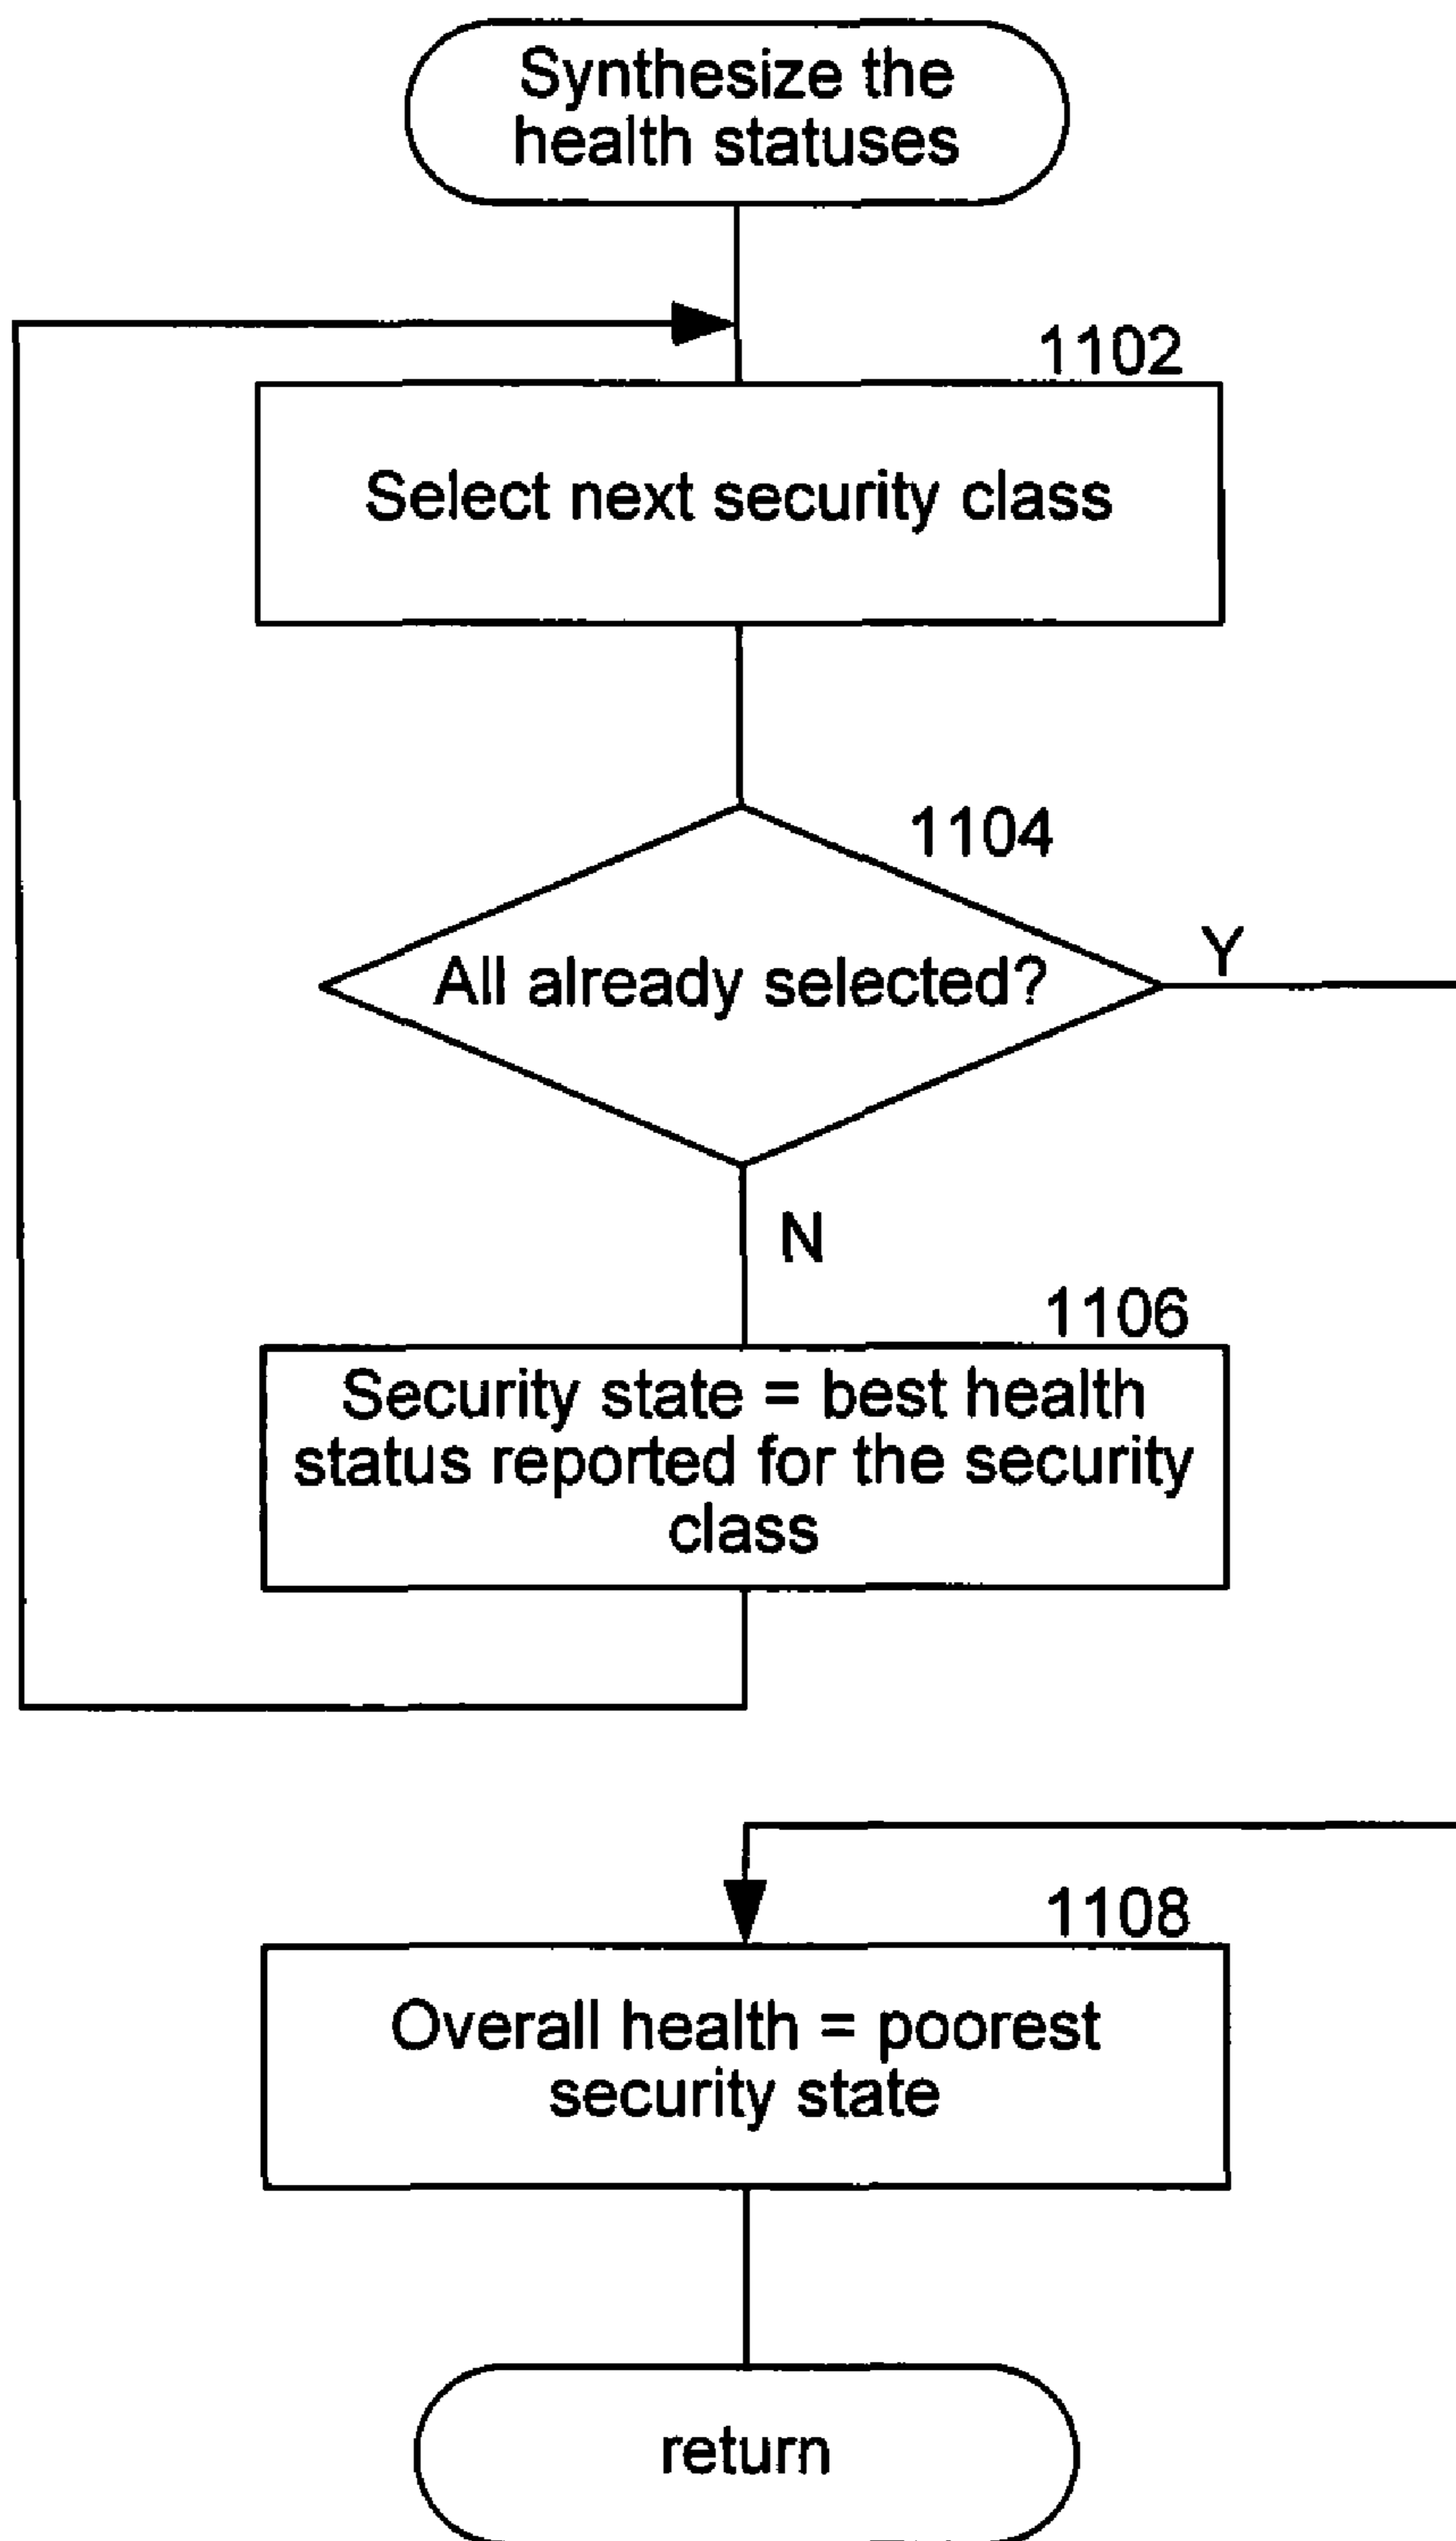 Synthesize the
health statuses
1102
Select next security class
1104
All already selected?
Y
N
1106
Security state = best health
status reported for the security
class
1108
Overall health = poorest
security state
return